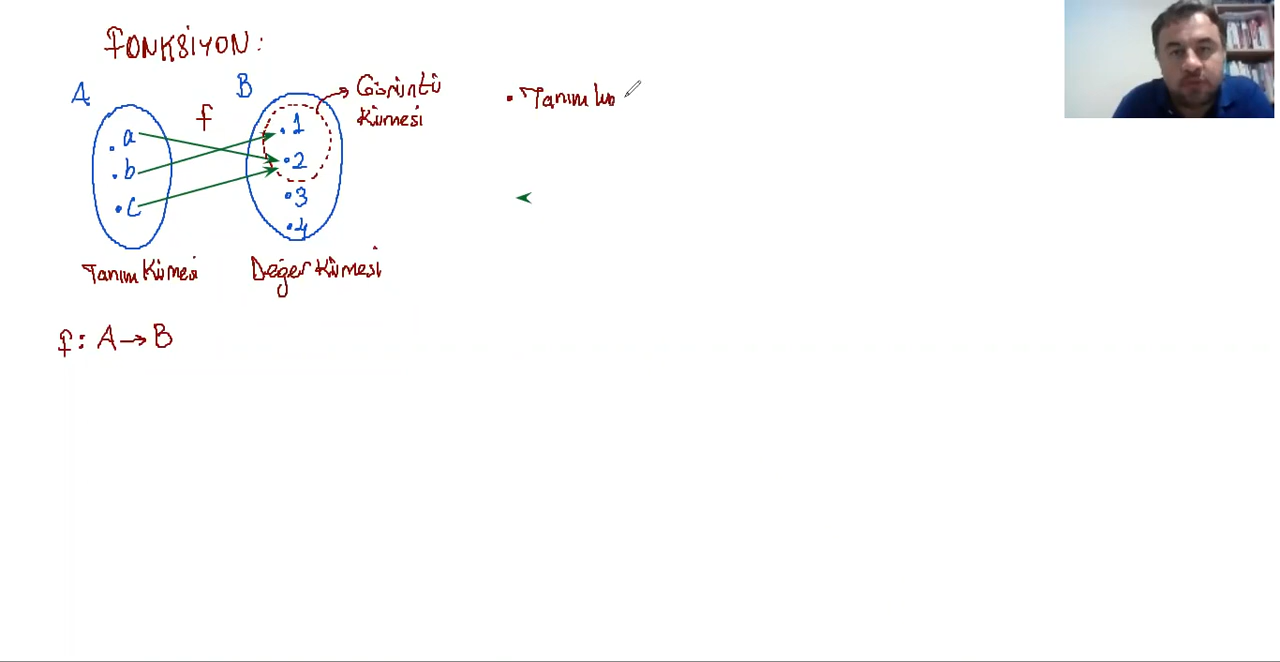 FONKSİYON:
A
B
f
Görüntü
Kümesi
a
b
c
1
2
3
4
Tanım Kümesi
Değer Kümesi
f: A→B
• Tanım